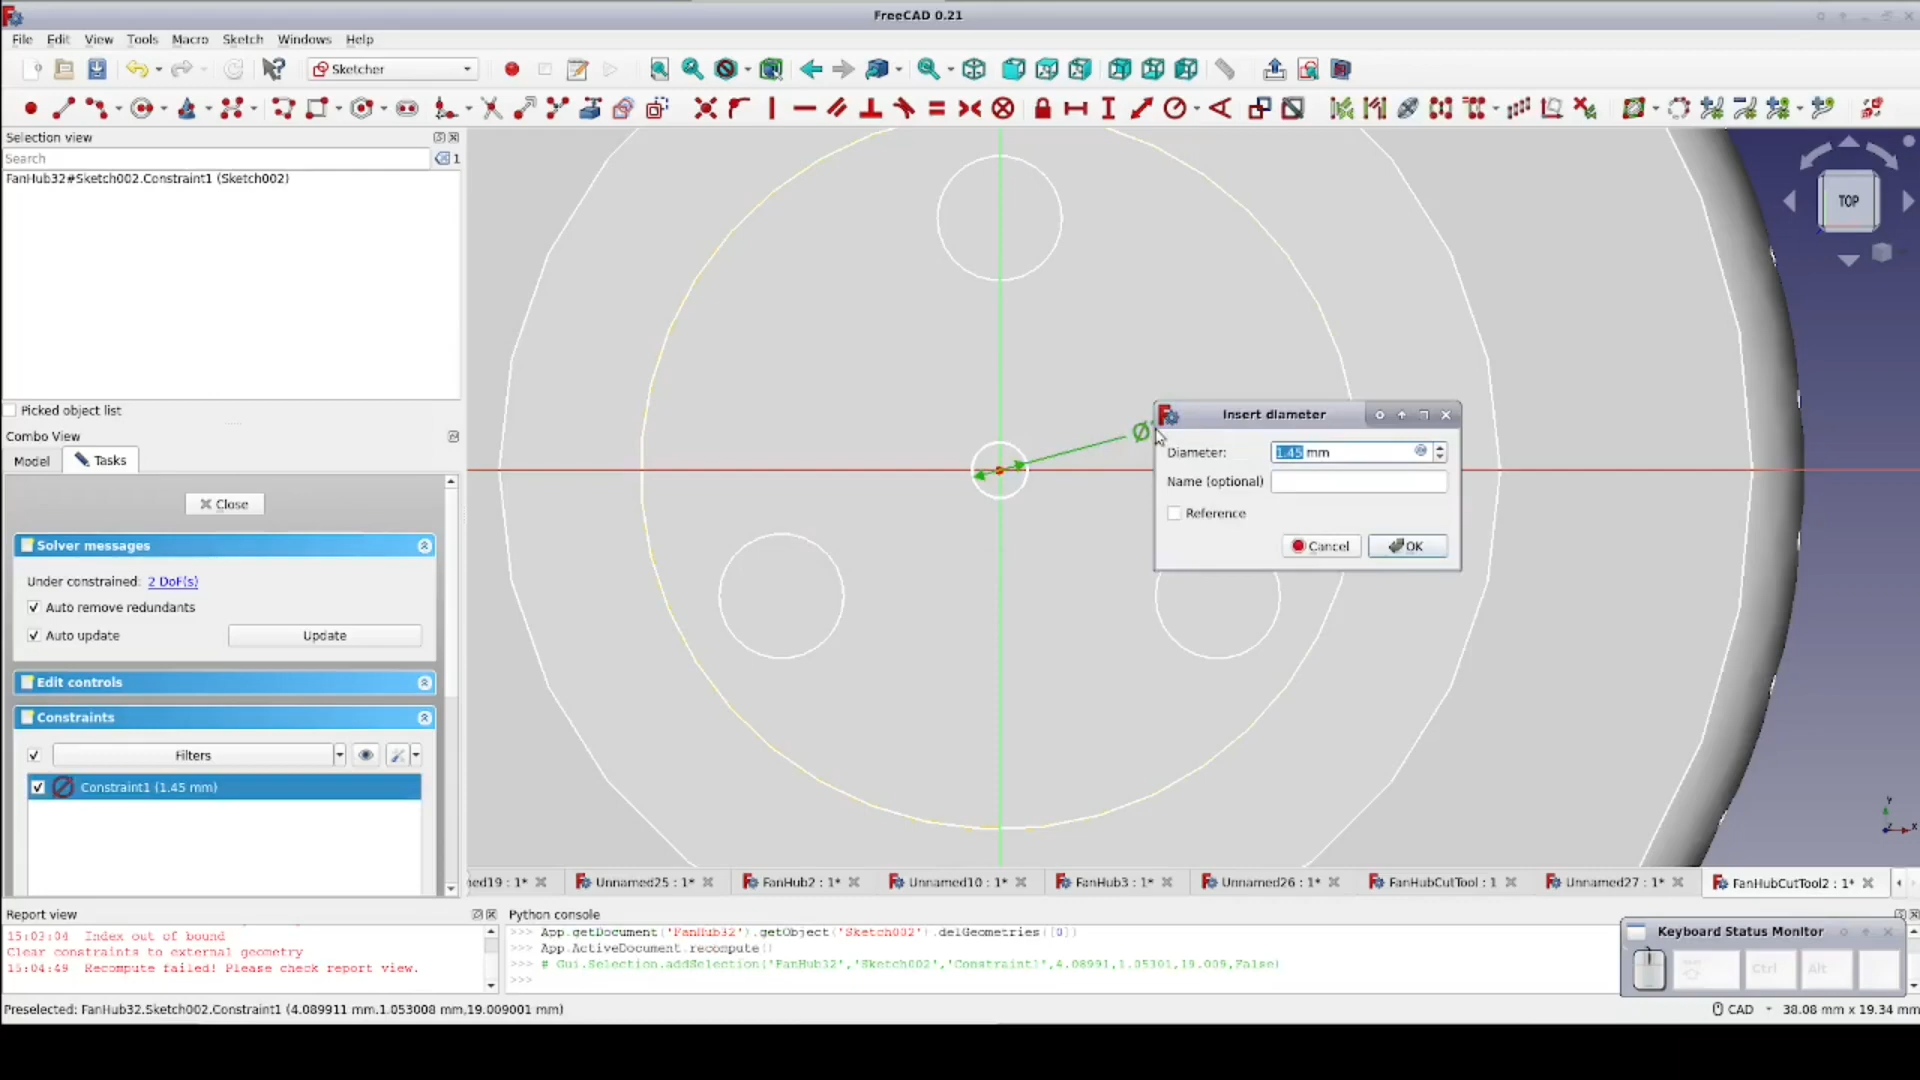 FreeCAD 0.21
File Edit View Tools Macro Sketch Windows Help
Sketcher
Selection view
Search
1
FanHub32#Sketch002.Constraint1 (Sketch002)
Picked object list
Combo View
Model
Tasks
Close
Solver messages
Under constrained: 2 DoF(s)
Auto remove redundants
Auto update
Update
Edit controls
Constraints
Filters
Constraint1 (1.45 mm)
TOP
Ø
Insert diameter
Diameter:
1.45 mm
Name (optional)
Reference
Cancel
OK
Y
Z
X
ed19 : 1*
Unnamed25 : 1*
FanHub2 : 1*
Unnamed10 : 1*
FanHub3 : 1*
Unnamed26 : 1*
FanHubCutTool : 1
Unnamed27 : 1*
FanHubCutTool2 : 1*
Report view
15:03:04 Index out of bound
Clear constraints to external geometry
15:04:49 Recompute failed! Please check report view.
Python console
>>> App.getDocument('FanHub32').getObject('Sketch002').delGeometries([0])
>>> App.ActiveDocument.recompute()
>>> # Gui.Selection.addSelection('FanHub32','Sketch002','Constraint1',4.08991,1.05301,19.009,False)
>>>
Keyboard Status Monitor
Ctrl
Alt
Preselected: FanHub32.Sketch002.Constraint1 (4.089911 mm,1.053008 mm,19.009001 mm)
CAD
38.08 mm x 19.34 mm